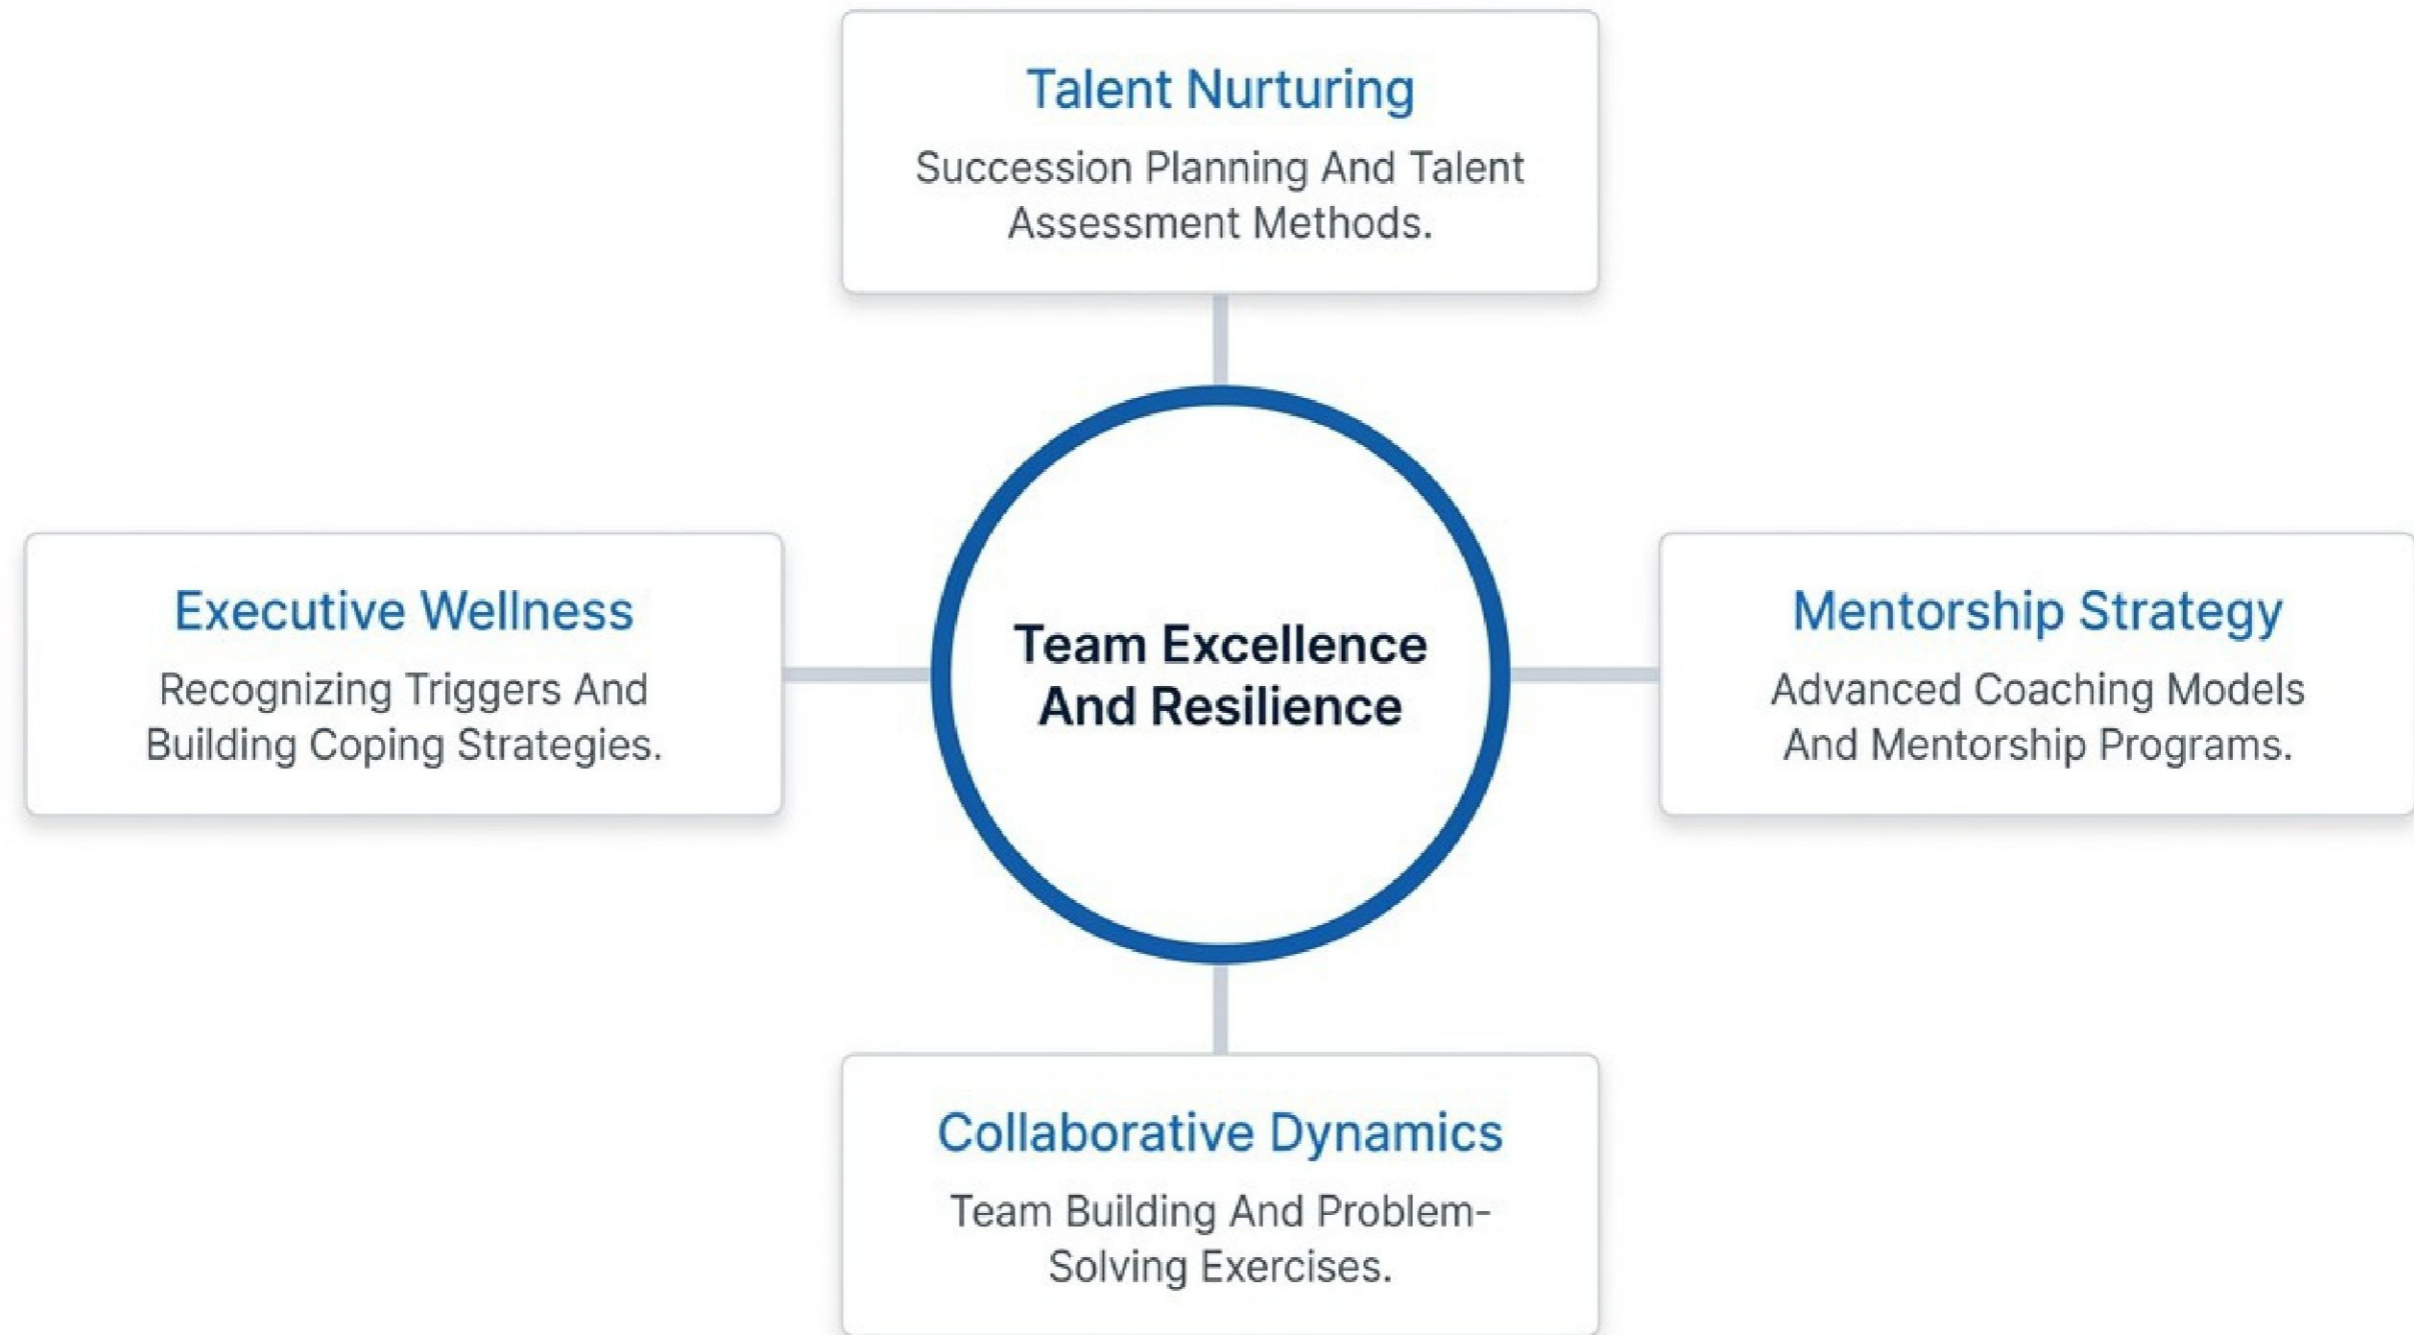 Talent Nurturing
Succession Planning And Talent
Assessment Methods.
Executive Wellness
Recognizing Triggers And
Building Coping Strategies.
Team Excellence
And Resilience
Mentorship Strategy
Advanced Coaching Models
And Mentorship Programs.
Collaborative Dynamics
Team Building And Problem-
Solving Exercises.